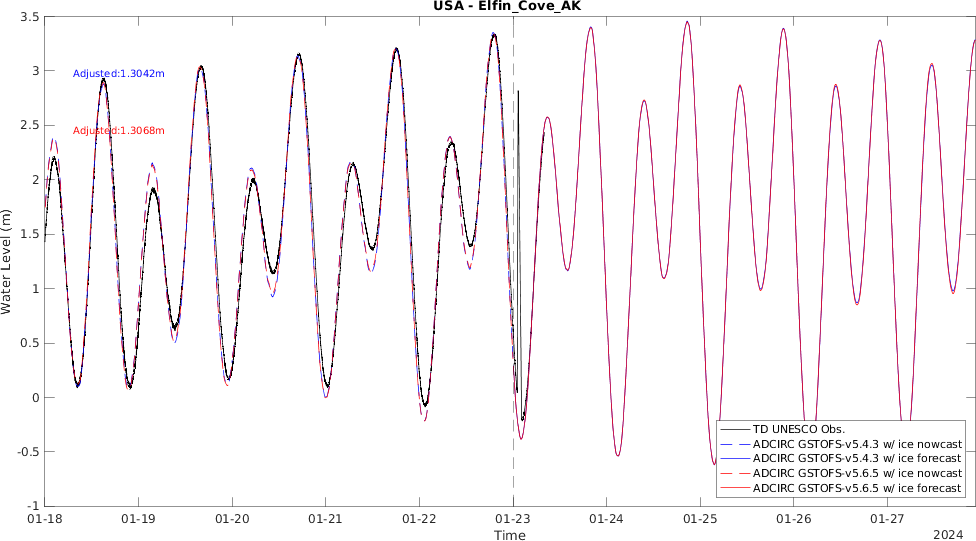 USA - Elfin_Cove_AK
3.5
3
2.5
2
1.5
1
0.5
0
-0.5
-1
Water Level (m)
Adjusted:1.3042m
Adjusted:1.3068m
TD UNESCO Obs.
ADCIRC GSTOFS-v5.4.3 w/ ice nowcast
ADCIRC GSTOFS-v5.4.3 w/ ice forecast
ADCIRC GSTOFS-v5.6.5 w/ ice nowcast
ADCIRC GSTOFS-v5.6.5 w/ ice forecast
01-18 01-19 01-20 01-21 01-22 01-23 01-24 01-25 01-26 01-27
Time
2024